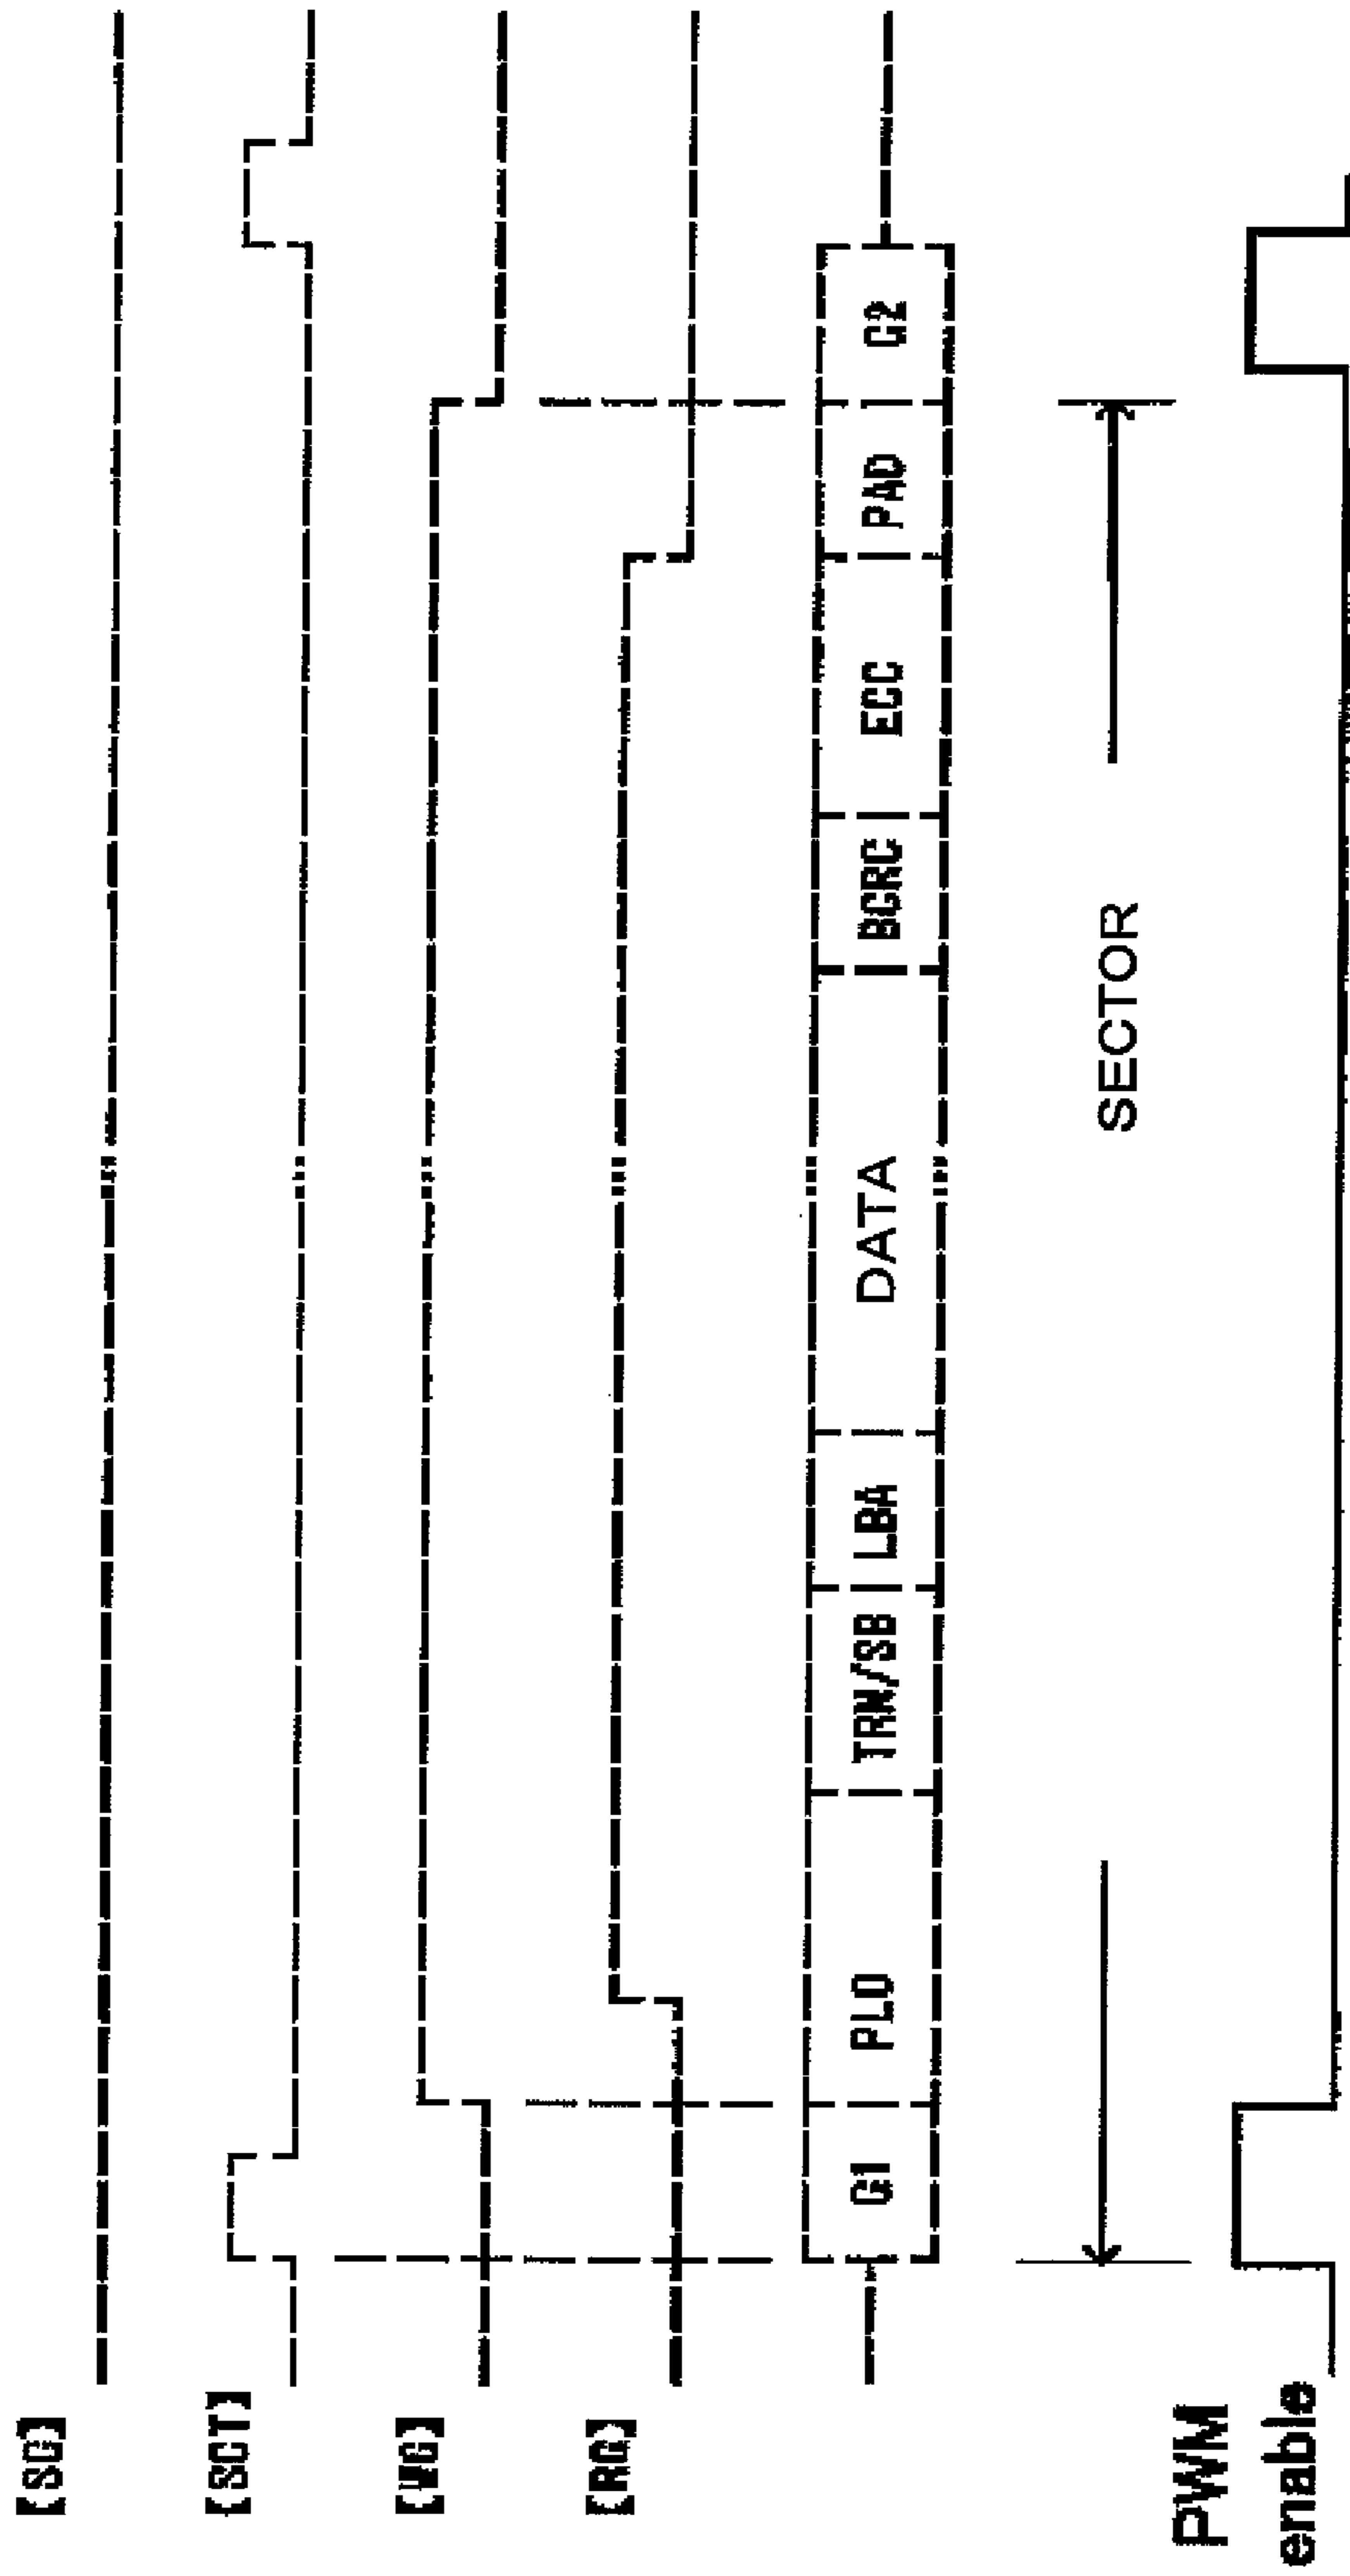 【SG】
【SCT】
【WG】
【RG】
G1 PLO TRN/SB LBA DATA BCRC ECC PAD G2
SECTOR
PWM
enable